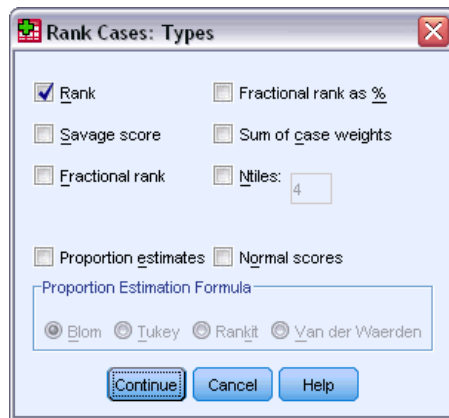 Rank Cases: Types
Rank
Fractional rank as %
Savage score
Sum of case weights
Fractional rank
Ntiles: 4
Proportion estimates
Normal scores
Proportion Estimation Formula
Blom Tukey Rankit Van der Waerden
Continue Cancel Help